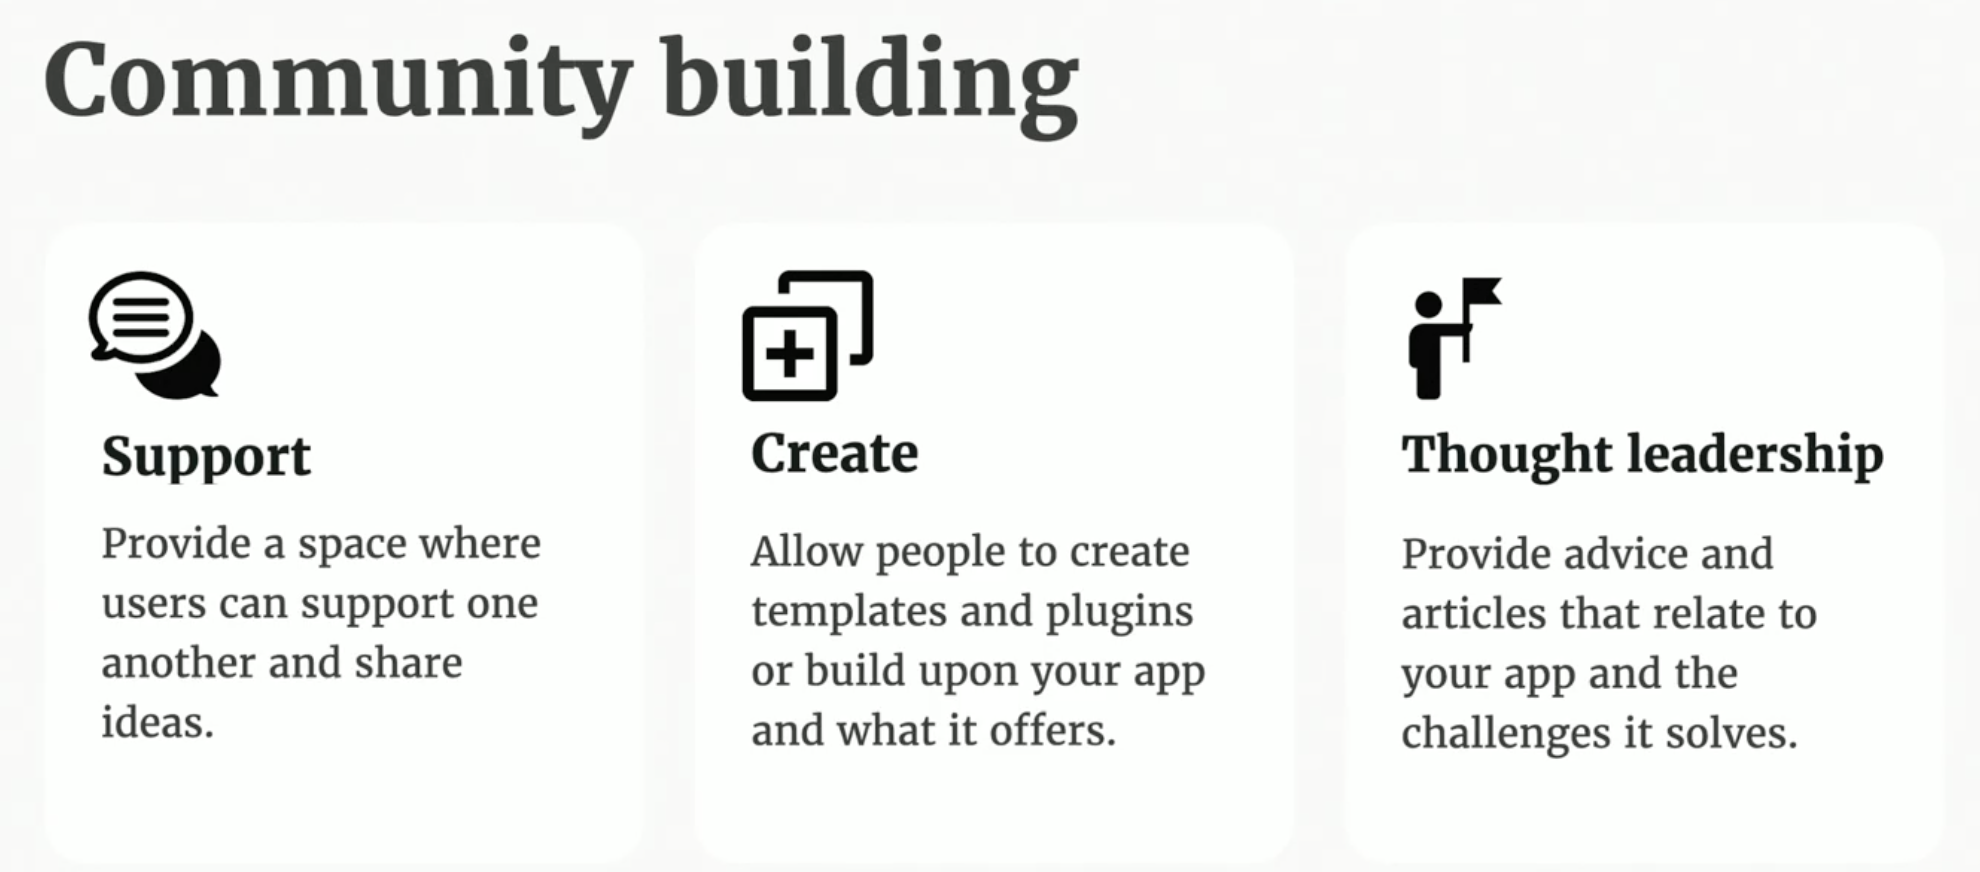 Community building
Support
Provide a space where
users can support one
another and share
ideas.
Create
Allow people to create
templates and plugins
or build upon your app
and what it offers.
Thought leadership
Provide advice and
articles that relate to
your app and the
challenges it solves.